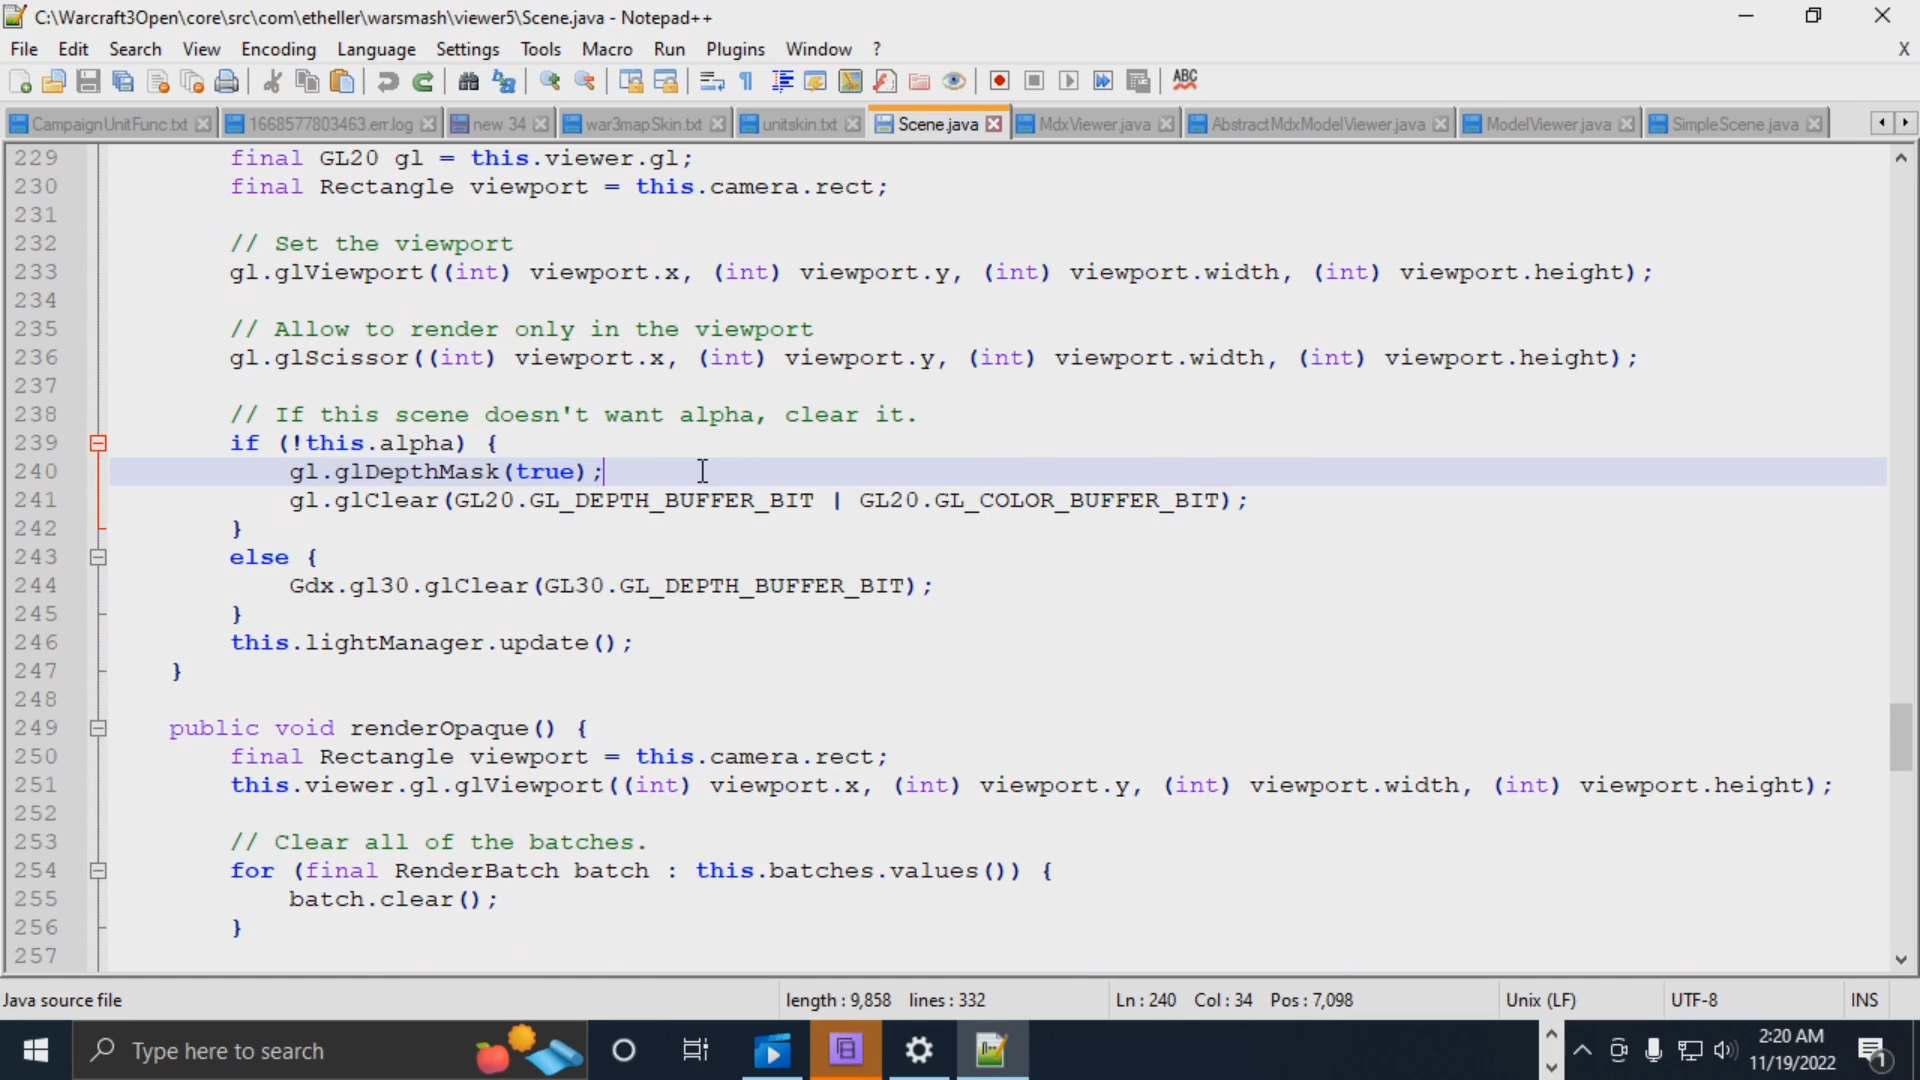 C:\Warcraft3Open\core\src\com\etheller\warsmash\viewer5\Scene.java - Notepad++
File Edit Search View Encoding Language Settings Tools Macro Run Plugins Window ? X
ABC
CampaignUnitFunc.txt 1668577803463.err.log new 34 war3mapSkin.txt unitskin.txt Scene.java MdxViewer.java AbstractMdxModelViewer.java ModelViewer.java SimpleScene.java
229 final GL20 gl = this.viewer.gl;
230 final Rectangle viewport = this.camera.rect;
231
232 // Set the viewport
233 gl.glViewport((int) viewport.x, (int) viewport.y, (int) viewport.width, (int) viewport.height);
234
235 // Allow to render only in the viewport
236 gl.glScissor((int) viewport.x, (int) viewport.y, (int) viewport.width, (int) viewport.height);
237
238 // If this scene doesn't want alpha, clear it.
239 if (!this.alpha) {
240 gl.glDepthMask(true);
241 gl.glClear(GL20.GL_DEPTH_BUFFER_BIT | GL20.GL_COLOR_BUFFER_BIT);
242 }
243 else {
244 Gdx.gl30.glClear(GL30.GL_DEPTH_BUFFER_BIT);
245 }
246 this.lightManager.update();
247 }
248
249 public void renderOpaque() {
250 final Rectangle viewport = this.camera.rect;
251 this.viewer.gl.glViewport((int) viewport.x, (int) viewport.y, (int) viewport.width, (int) viewport.height);
252
253 // Clear all of the batches.
254 for (final RenderBatch batch : this.batches.values()) {
255 batch.clear();
256 }
257
Java source file length : 9,858 lines : 332 Ln : 240 Col : 34 Pos : 7,098 Unix (LF) UTF-8 INS
Type here to search 2:20 AM
11/19/2022 1